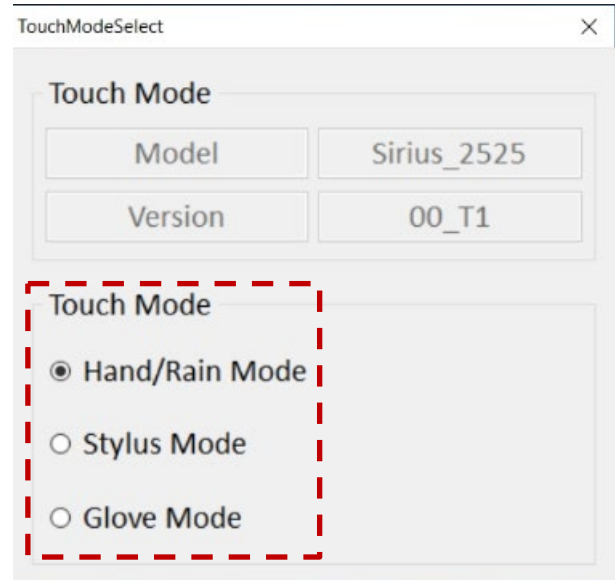 TouchModeSelect
Touch Mode
Model Sirius_2525
Version 00_T1
Touch Mode
Hand/Rain Mode
Stylus Mode
Glove Mode